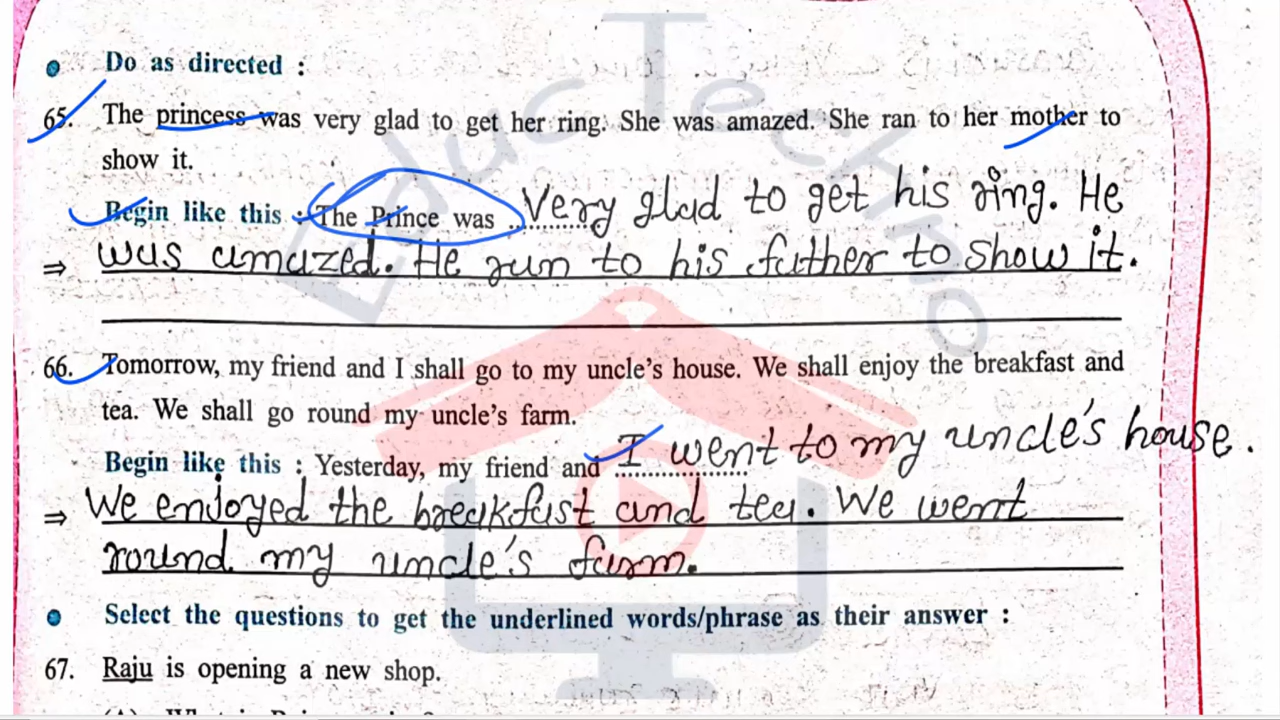 Do as directed :
65. The princess was very glad to get her ring. She was amazed. She ran to her mother to
show it.
Begin like this : The Prince was ............ Very glad to get his ring. He
⇒ was amazed. He run to his father to show it.
66. Tomorrow, my friend and I shall go to my uncle's house. We shall enjoy the breakfast and
tea. We shall go round my uncle's farm.
Begin like this : Yesterday, my friend and I went to my uncle's house.
⇒ We enjoyed the breakfast and tea. We went
round my uncle's farm.
Select the questions to get the underlined words/phrase as their answer :
67. Raju is opening a new shop.
Educ Techno